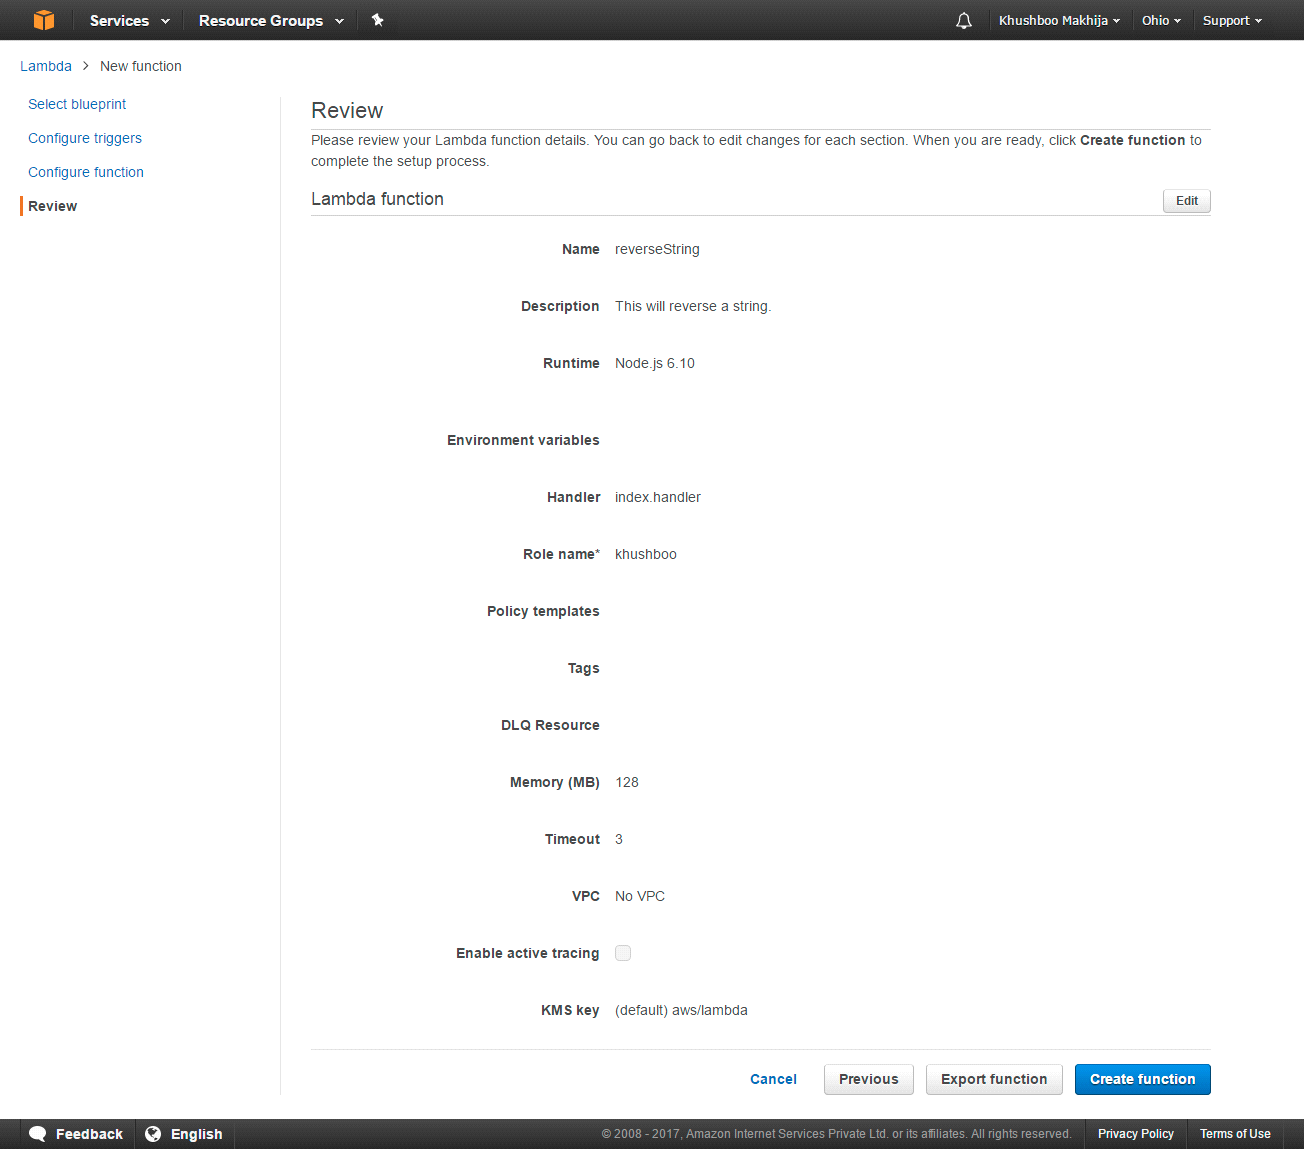 Services Resource Groups Khushboo Makhija Ohio Support
Lambda > New function
Select blueprint
Configure triggers
Configure function
Review
Review
Please review your Lambda function details. You can go back to edit changes for each section. When you are ready, click Create function to
complete the setup process.
Lambda function Edit
Name reverseString
Description This will reverse a string.
Runtime Node.js 6.10
Environment variables
Handler index.handler
Role name* khushboo
Policy templates
Tags
DLQ Resource
Memory (MB) 128
Timeout 3
VPC No VPC
Enable active tracing
KMS key (default) aws/lambda
Cancel Previous Export function Create function
Feedback English © 2008 - 2017, Amazon Internet Services Private Ltd. or its affiliates. All rights reserved. Privacy Policy Terms of Use